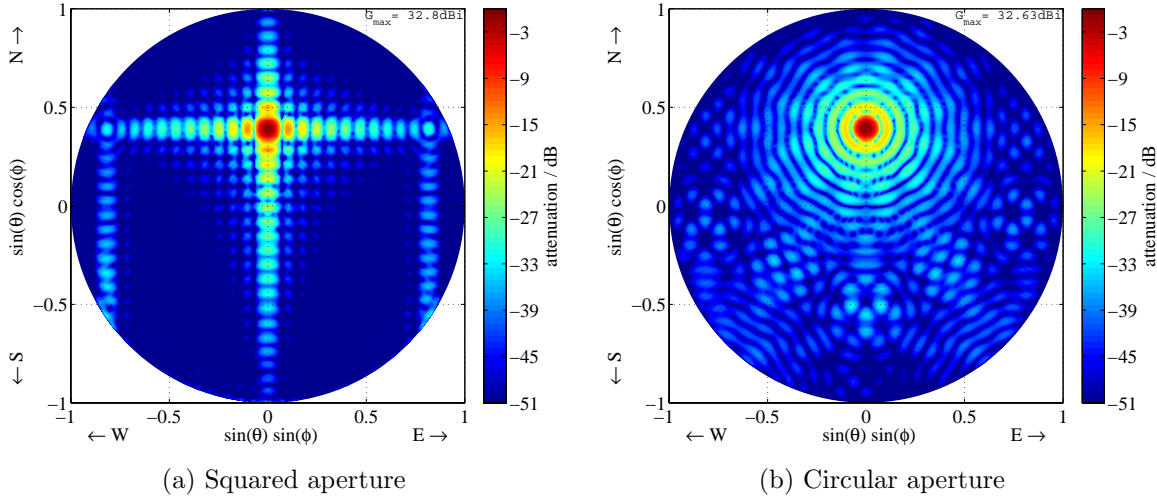 G_max = 32.8dBi
1
0.5
0
−0.5
−1
N →
sin(θ) cos(ϕ)
← S
−1
−0.5
0
0.5
1
← W
sin(θ) sin(ϕ)
E →
−3
−9
−15
−21
−27
−33
−39
−45
−51
attenuation / dB
(a) Squared aperture
G_max = 32.63dBi
1
0.5
0
−0.5
−1
N →
sin(θ) cos(ϕ)
← S
−1
−0.5
0
0.5
1
← W
sin(θ) sin(ϕ)
E →
−3
−9
−15
−21
−27
−33
−39
−45
−51
attenuation / dB
(b) Circular aperture